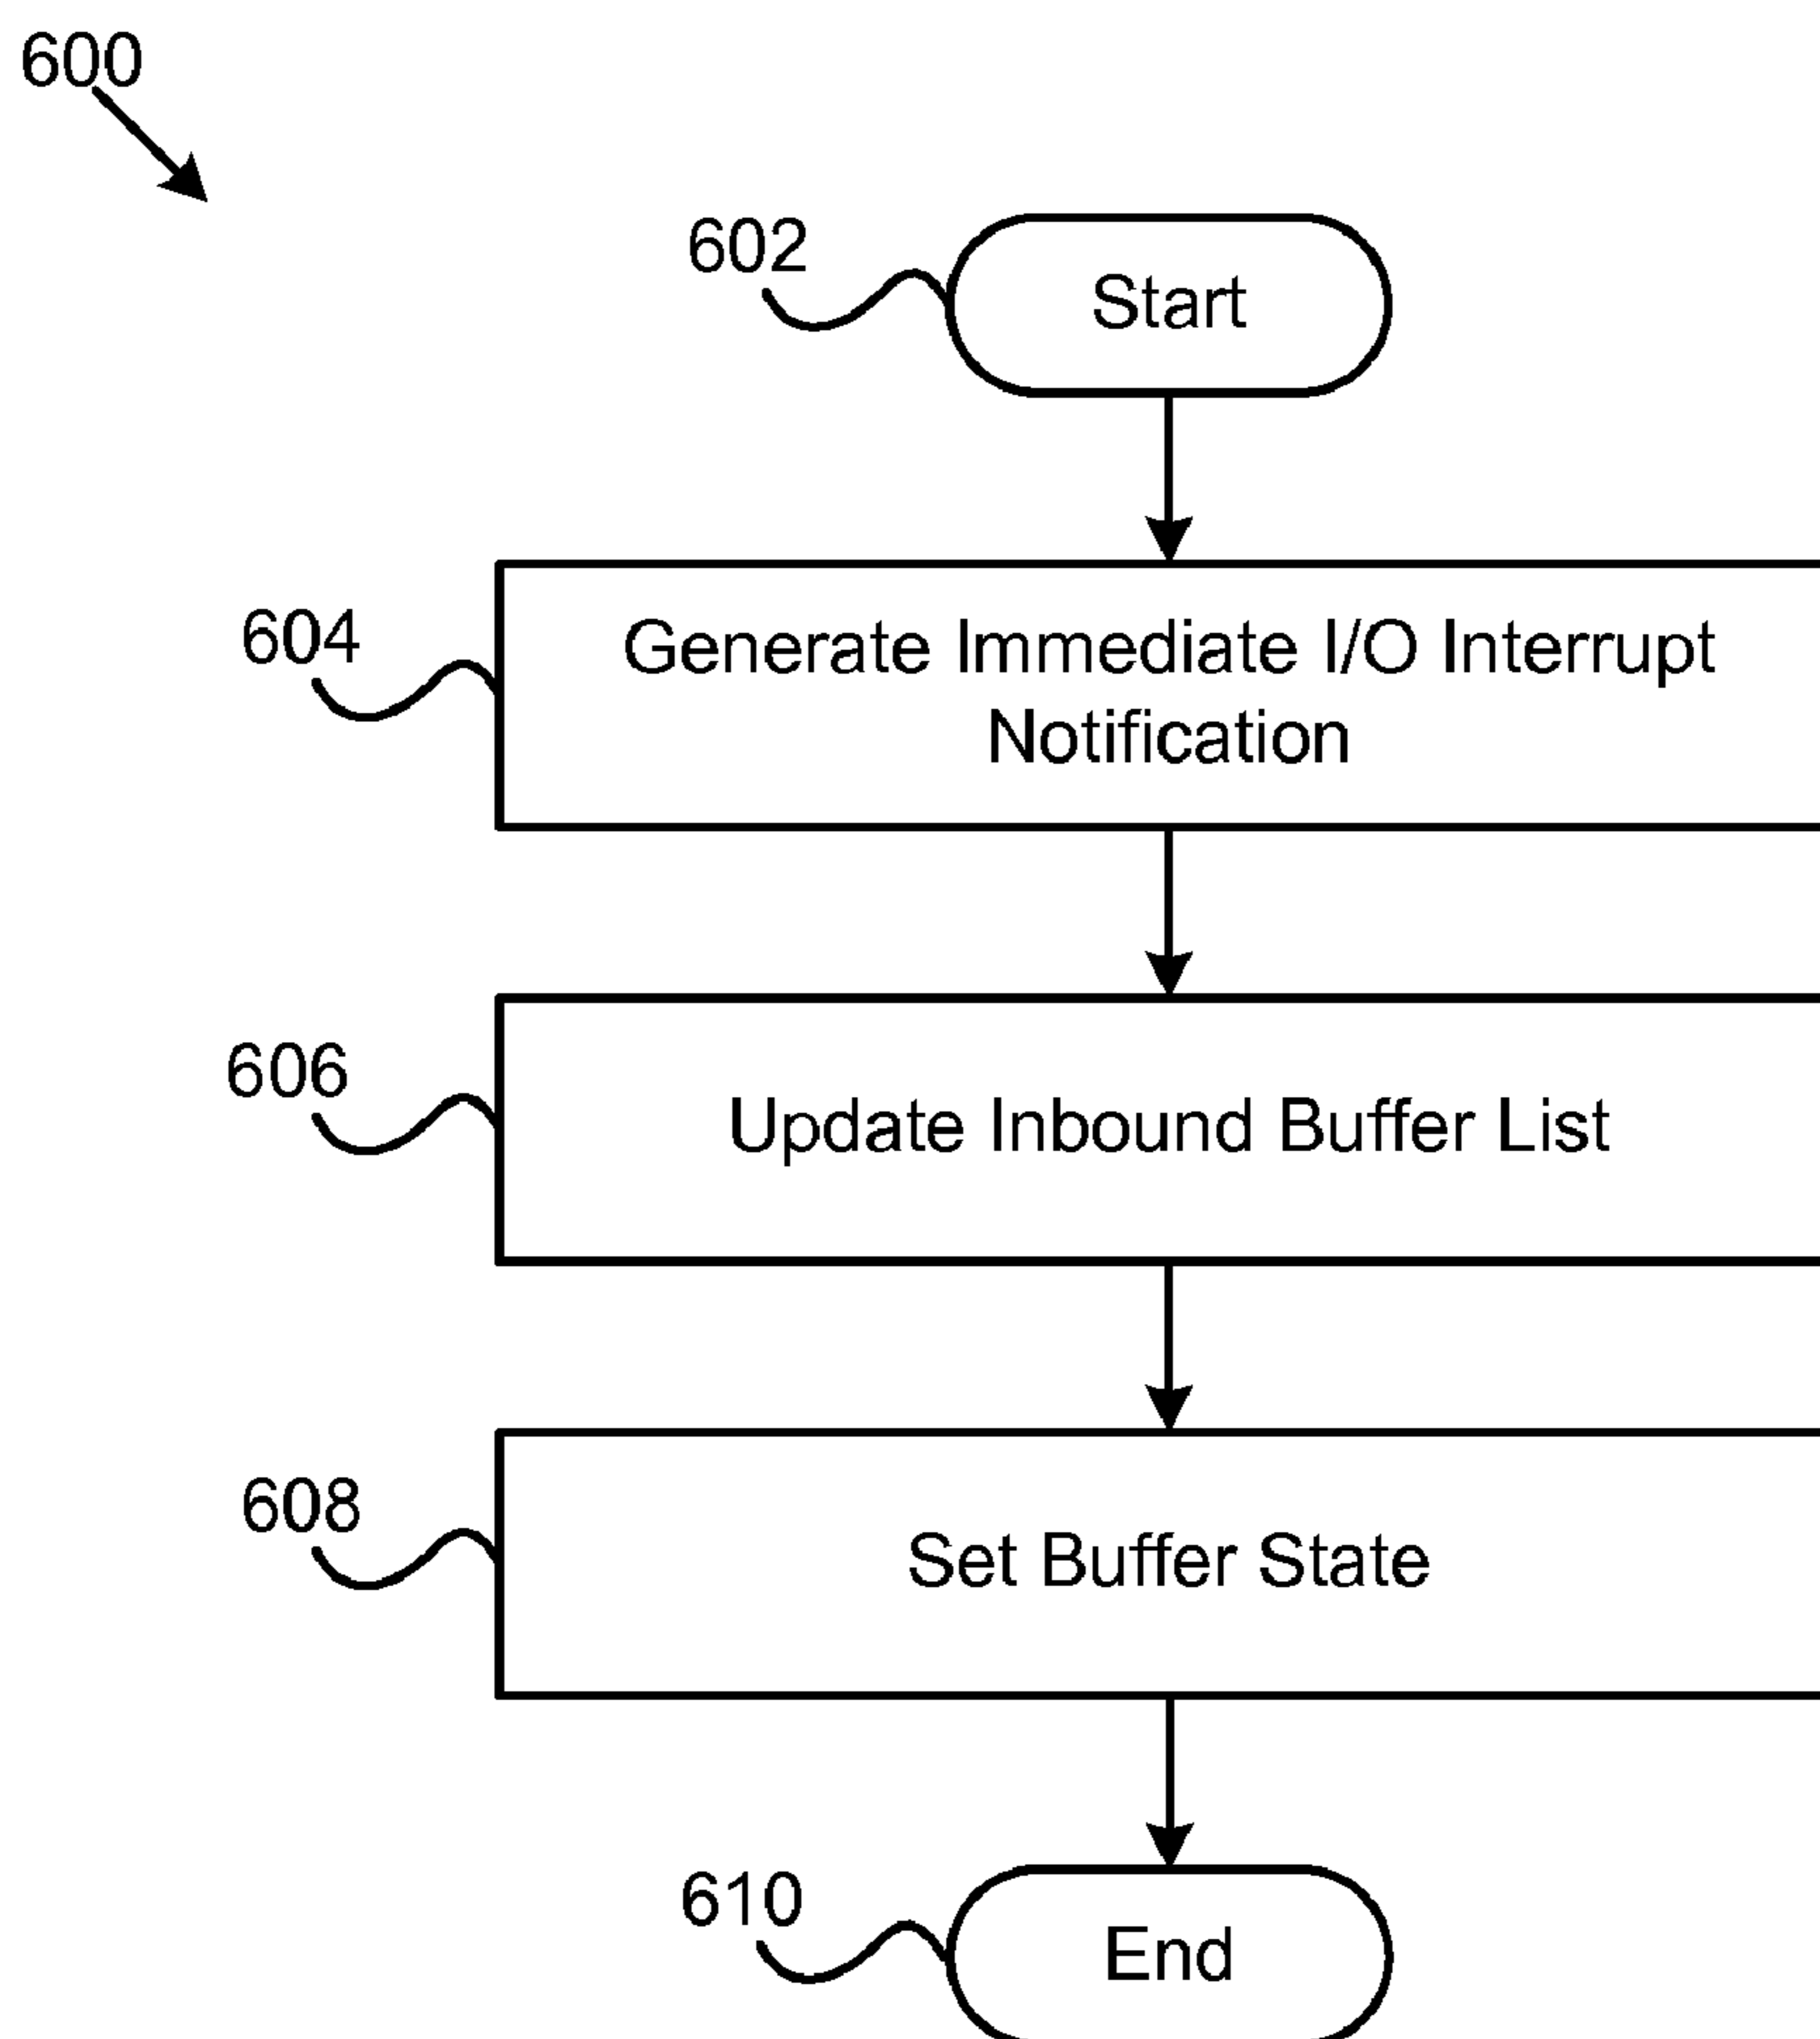 600
602
Start
604
Generate Immediate I/O Interrupt
Notification
606
Update Inbound Buffer List
608
Set Buffer State
610
End